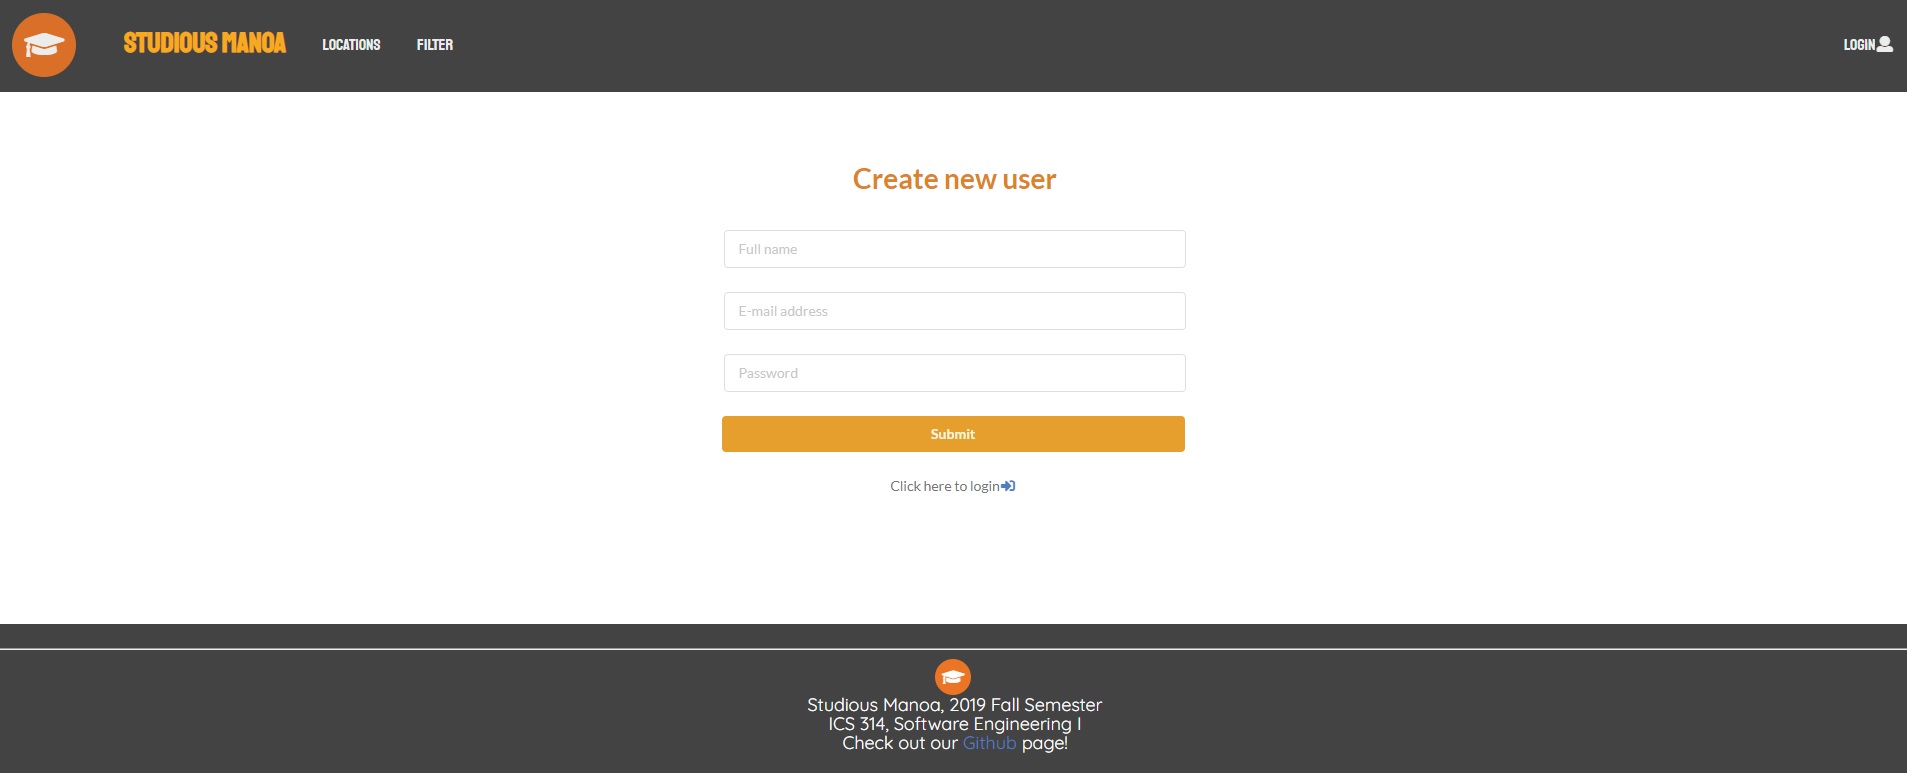 STUDIOUS MANOA LOCATIONS FILTER LOGIN
Create new user
Full name
E-mail address
Password
Submit
Click here to login
Studious Manoa, 2019 Fall Semester
ICS 314, Software Engineering I
Check out our Github page!